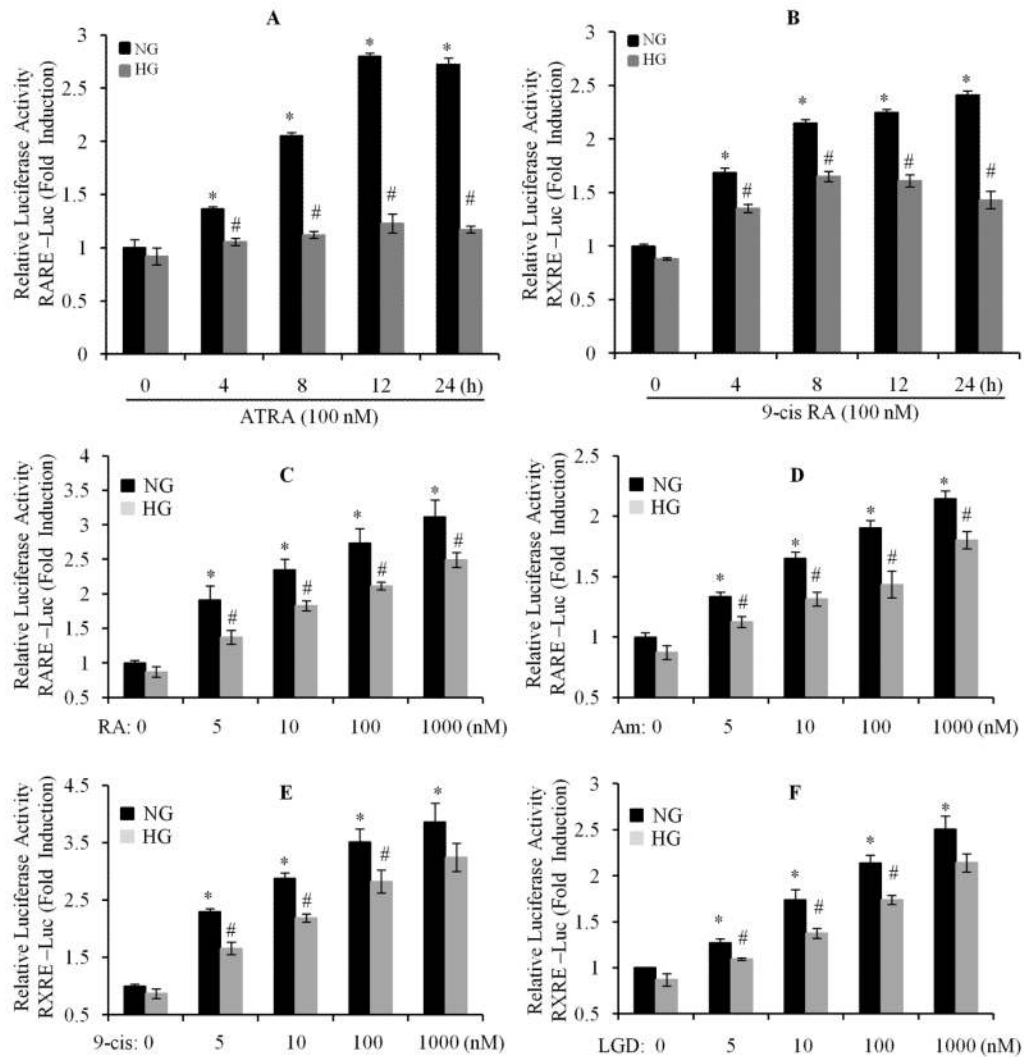 A
Relative Luciferase Activity
RARE –Luc (Fold Induction)
NG
HG
3
2.5
2
1.5
1
0.5
0
*
*
*
*
#
#
#
#
0 4 8 12 24 (h)
ATRA (100 nM)
B
Relative Luciferase Activity
RXRE –Luc (Fold Induction)
NG
HG
3
2.5
2
1.5
1
0.5
0
*
*
*
*
#
#
#
#
0 4 8 12 24 (h)
9-cis RA (100 nM)
C
Relative Luciferase Activity
RARE –Luc (Fold Induction)
NG
HG
4
3.5
3
2.5
2
1.5
1
0.5
*
*
*
*
#
#
#
#
RA: 0 5 10 100 1000 (nM)
D
Relative Luciferase Activity
RARE –Luc (Fold Induction)
NG
HG
2.5
2
1.5
1
0.5
*
*
*
*
#
#
#
#
Am: 0 5 10 100 1000 (nM)
E
Relative Luciferase Activity
RXRE –Luc (Fold Induction)
NG
HG
4.5
3.5
2.5
1.5
0.5
*
*
*
*
#
#
#
9-cis: 0 5 10 100 1000 (nM)
F
Relative Luciferase Activity
RXRE –Luc (Fold Induction)
NG
HG
3
2.5
2
1.5
1
0.5
*
*
*
*
#
#
#
LGD: 0 5 10 100 1000 (nM)